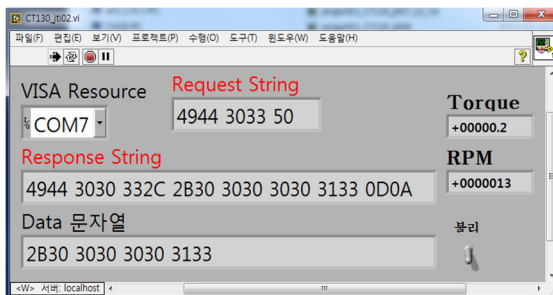 CT130_jti02.vi
파일(F) 편집(E) 보기(V) 프로젝트(P) 수행(O) 도구(T) 윈도우(W) 도움말(H)
VISA Resource
COM7
Request String
4944 3033 50
Torque
+00000.2
Response String
4944 3030 332C 2B30 3030 3030 3133 0D0A
RPM
+0000013
Data 문자열
2B30 3030 3030 3133
물리
<W> 서버: localhost